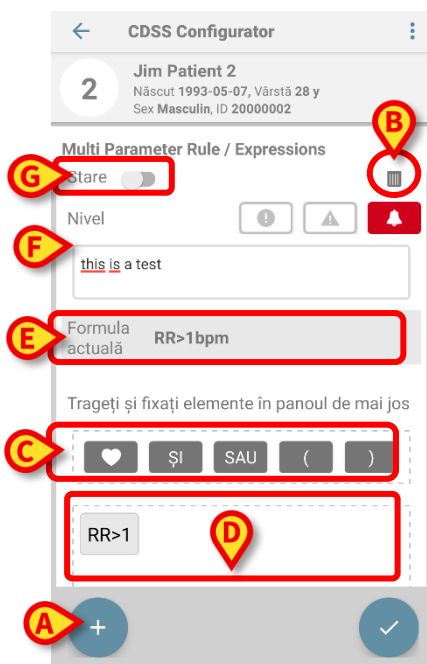 CDSS Configurator
2
Jim Patient 2
Născut 1993-05-07, Vârstă 28 y
Sex Masculin, ID 20000002
B
Multi Parameter Rule / Expressions
G
Stare
Nivel
F
this is a test
E
Formula actuală
RR>1bpm
Trageți și fixați elemente în panoul de mai jos
C
ȘI SAU ( )
RR>1
D
A
+